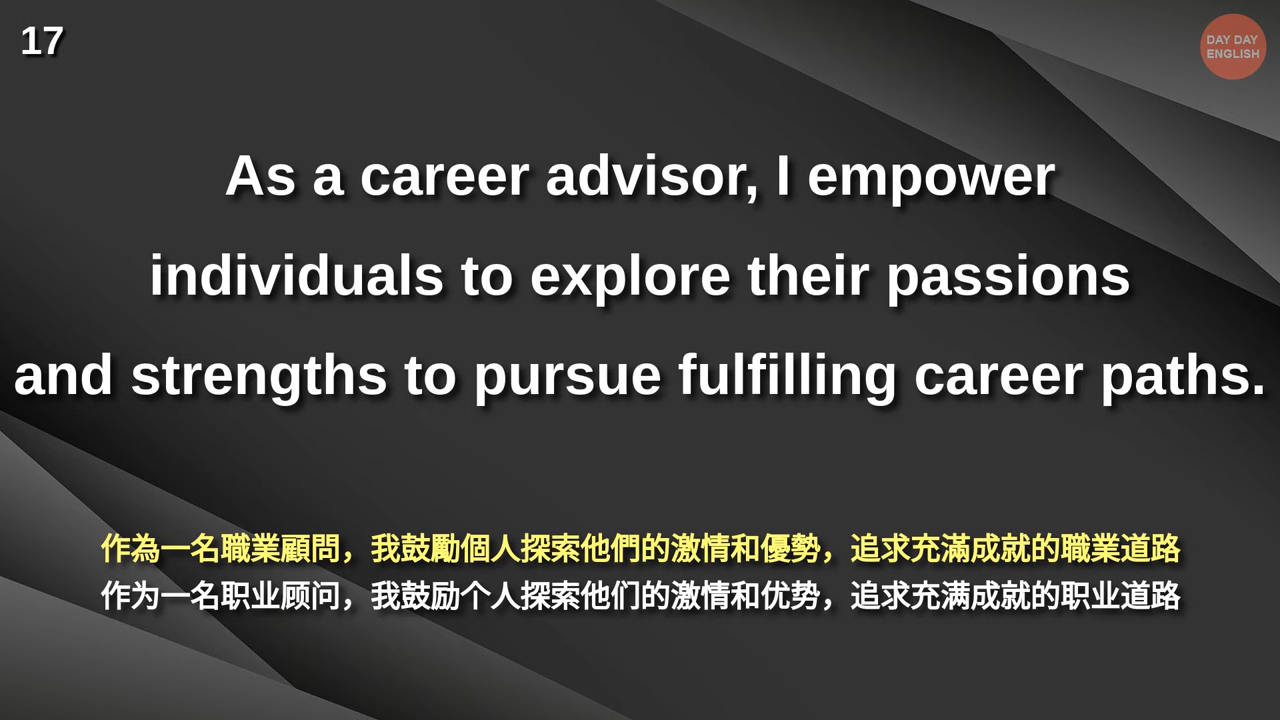 17
DAY DAY
ENGLISH
As a career advisor, I empower
individuals to explore their passions
and strengths to pursue fulfilling career paths.
作為一名職業顧問，我鼓勵個人探索他們的激情和優勢，追求充滿成就的職業道路
作为一名职业顾问，我鼓励个人探索他们的激情和优势，追求充满成就的职业道路